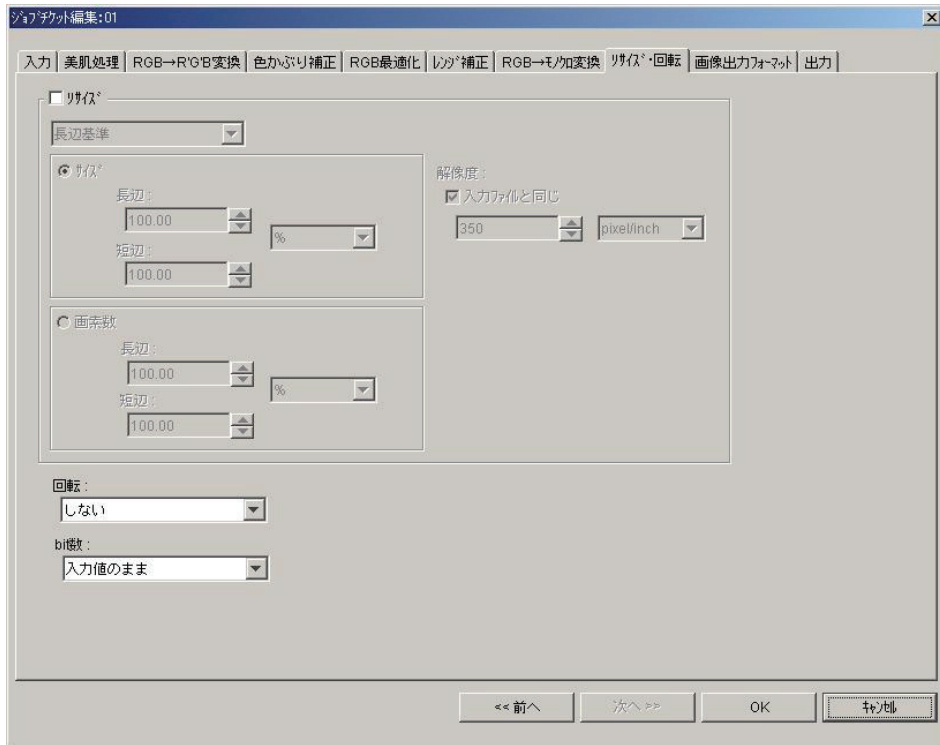 ｼﾞｮﾌﾞﾁｹｯﾄ編集:01
入力 美肌処理 RGB→R'G'B'変換 色かぶり補正 RGB最適化 ﾚﾝｼﾞ補正 RGB→ﾓﾉｸﾛ変換 ﾘｻｲｽﾞ･回転 画像出力ﾌｫｰﾏｯﾄ 出力
ﾘｻｲｽﾞ
長辺基準
ｻｲｽﾞ
長辺:
100.00
%
短辺:
100.00
解像度:
入力ﾌｧｲﾙと同じ
350 pixel/inch
画素数
長辺:
100.00
%
短辺:
100.00
回転:
しない
bit数:
入力値のまま
<< 前へ 次へ >> OK ｷｬﾝｾﾙ